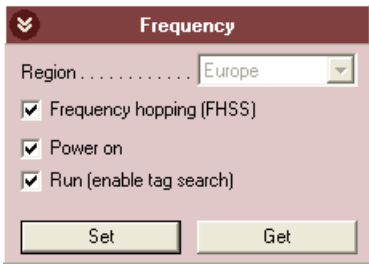 Frequency
Region . . . . . . . . . . . . Europe
Frequency hopping (FHSS)
Power on
Run (enable tag search)
Set Get